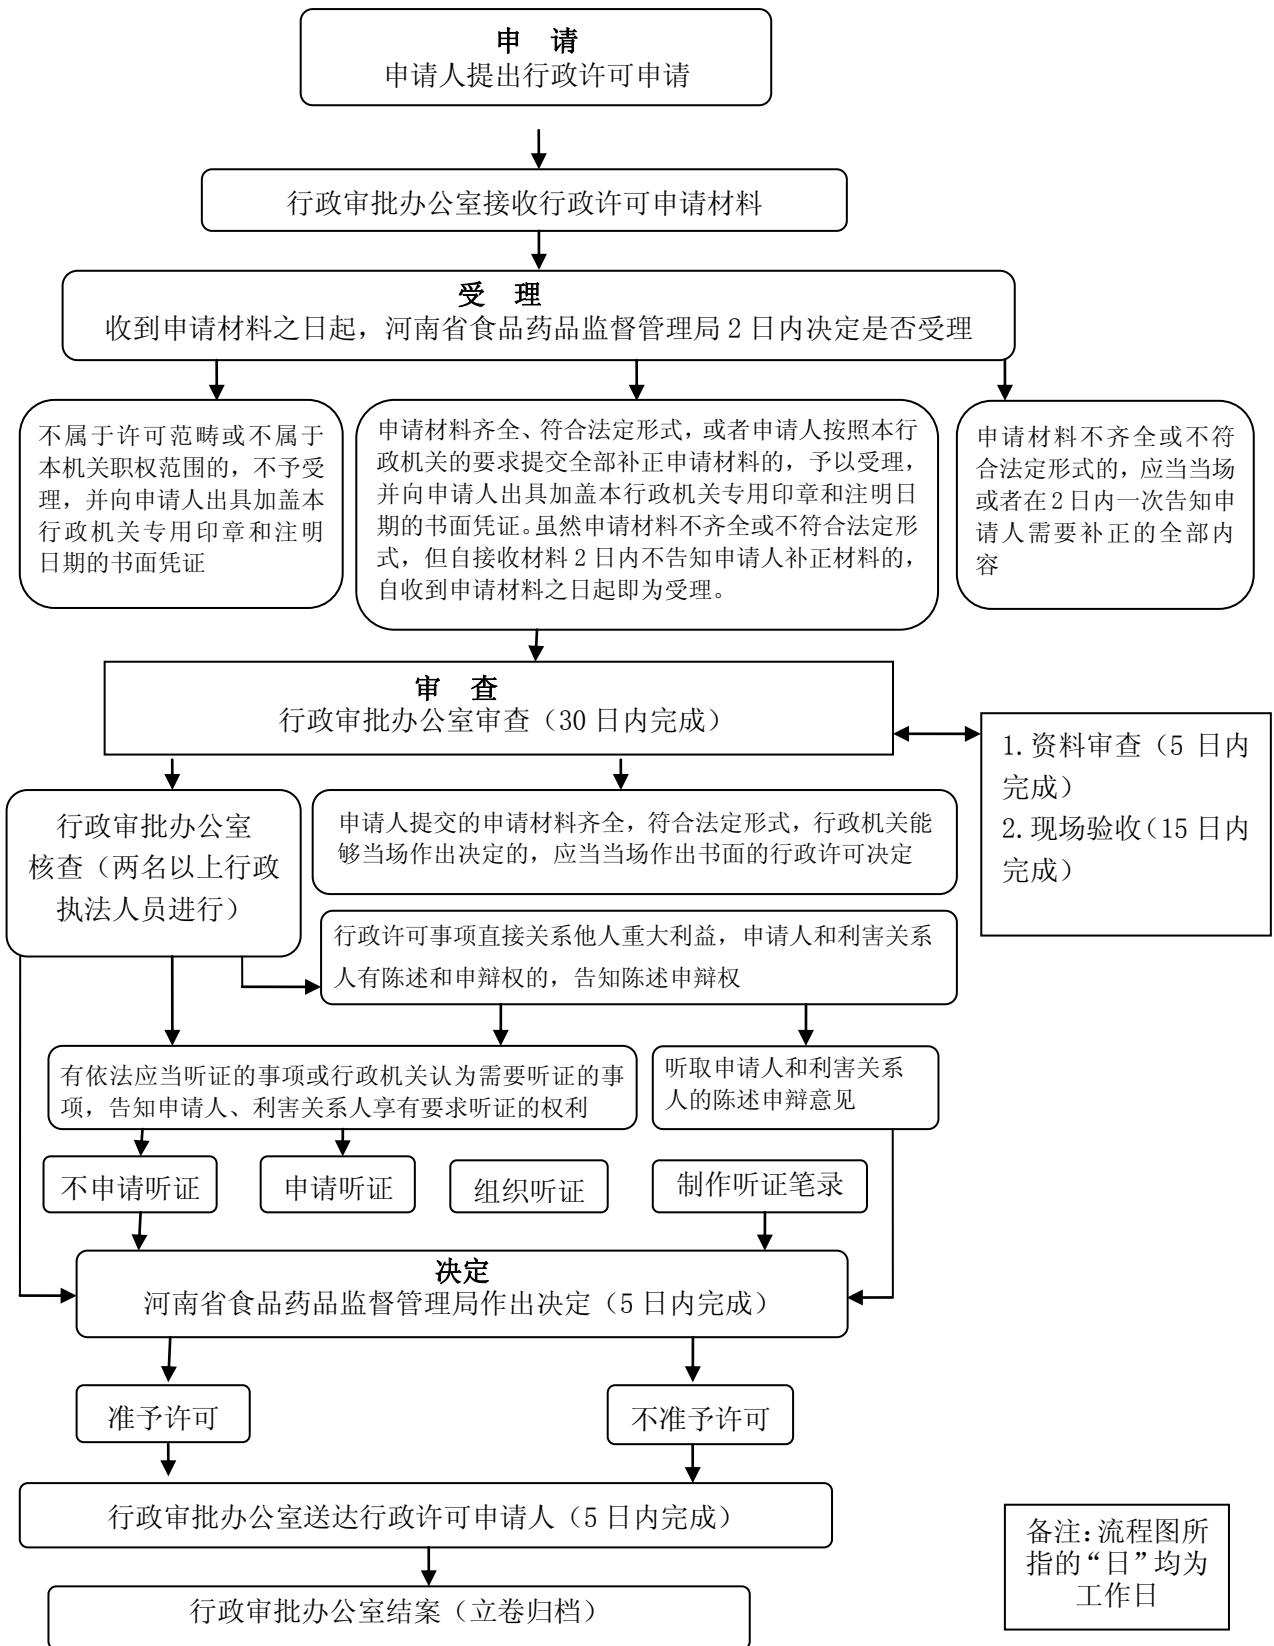 申 请
申请人提出行政许可申请
行政审批办公室接收行政许可申请材料
受 理
收到申请材料之日起，河南省食品药品监督管理局 2 日内决定是否受理
不属于许可范畴或不属于
本机关职权范围的，不予受
理，并向申请人出具加盖本
行政机关专用印章和注明
日期的书面凭证
申请材料齐全、符合法定形式，或者申请人按照本行
政机关的要求提交全部补正申请材料的，予以受理，
并向申请人出具加盖本行政机关专用印章和注明日
期的书面凭证。虽然申请材料不齐全或不符合法定形
式，但自接收材料 2 日内不告知申请人补正材料的，
自收到申请材料之日起即为受理。
申请材料不齐全或不符
合法定形式的，应当当场
或者在 2 日内一次告知申
请人需要补正的全部内
容
审 查
行政审批办公室审查（30 日内完成）
1.资料审查（5 日内
完成）
2.现场验收（15 日内
完成）
行政审批办公室
核查（两名以上行政
执法人员进行）
申请人提交的申请材料齐全，符合法定形式，行政机关能
够当场作出决定的，应当当场作出书面的行政许可决定
行政许可事项直接关系他人重大利益，申请人和利害关系
人有陈述和申辩权的，告知陈述申辩权
有依法应当听证的事项或行政机关认为需要听证的事
项，告知申请人、利害关系人享有要求听证的权利
听取申请人和利害关系
人的陈述申辩意见
不申请听证
申请听证
组织听证
制作听证笔录
决定
河南省食品药品监督管理局作出决定（5 日内完成）
准予许可
不准予许可
行政审批办公室送达行政许可申请人（5 日内完成）
行政审批办公室结案（立卷归档）
备注：流程图所
指的“日”均为
工作日